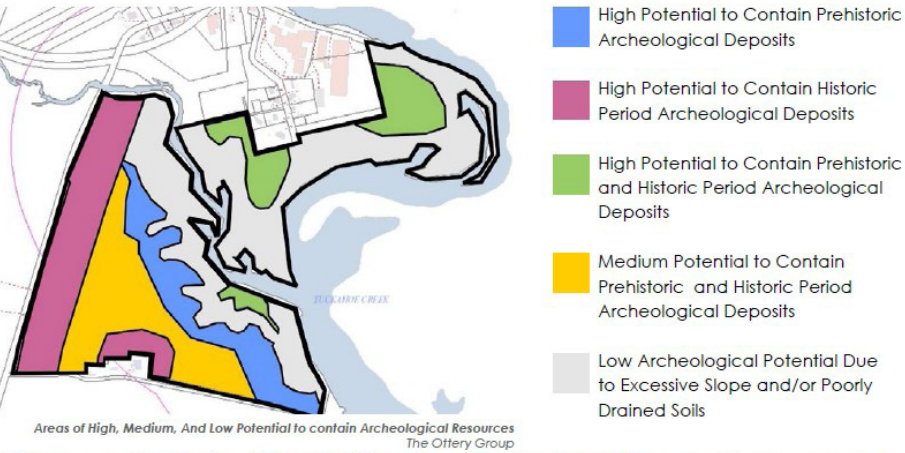 High Potential to Contain Prehistoric
Archeological Deposits
High Potential to Contain Historic
Period Archeological Deposits
High Potential to Contain Prehistoric
and Historic Period Archeological
Deposits
Medium Potential to Contain
Prehistoric and Historic Period
Archeological Deposits
Low Archeological Potential Due
to Excessive Slope and/or Poorly
Drained Soils
TUCKAHOE CREEK
Areas of High, Medium, And Low Potential to contain Archeological Resources
The Ottery Group